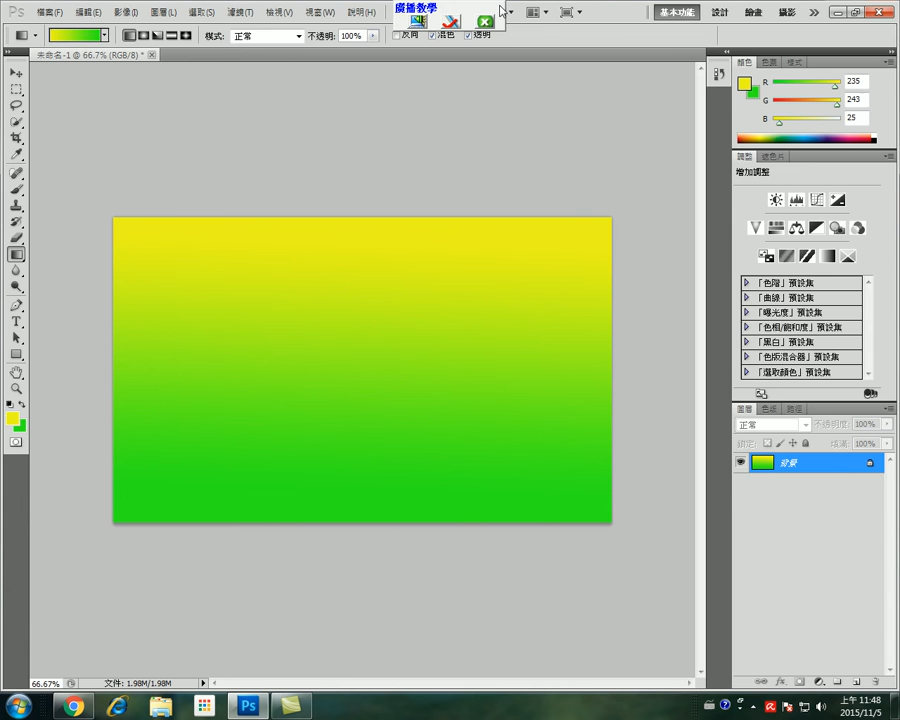 廣播教學
Ps 檔案(F) 編輯(E) 影像(I) 圖層(L) 選取(S) 濾鏡(T) 檢視(V) 視窗(W) 說明(H) 基本功能 設計 繪畫 攝影
模式: 正常 不透明: 100% 反向 混色 透明
未命名-1 @ 66.7% (RGB/8) *
顏色 色票 樣式
R 235
G 243
B 25
調整 遮色片
增加調整
「色階」預設集
「曲線」預設集
「曝光度」預設集
「色相/飽和度」預設集
「黑白」預設集
「色版混合器」預設集
「選取顏色」預設集
圖層 色版 路徑
正常 不透明度: 100%
鎖定: 填滿: 100%
背景
66.67% 文件: 1.98M/1.98M
Ps
上午 11:48
2015/11/5